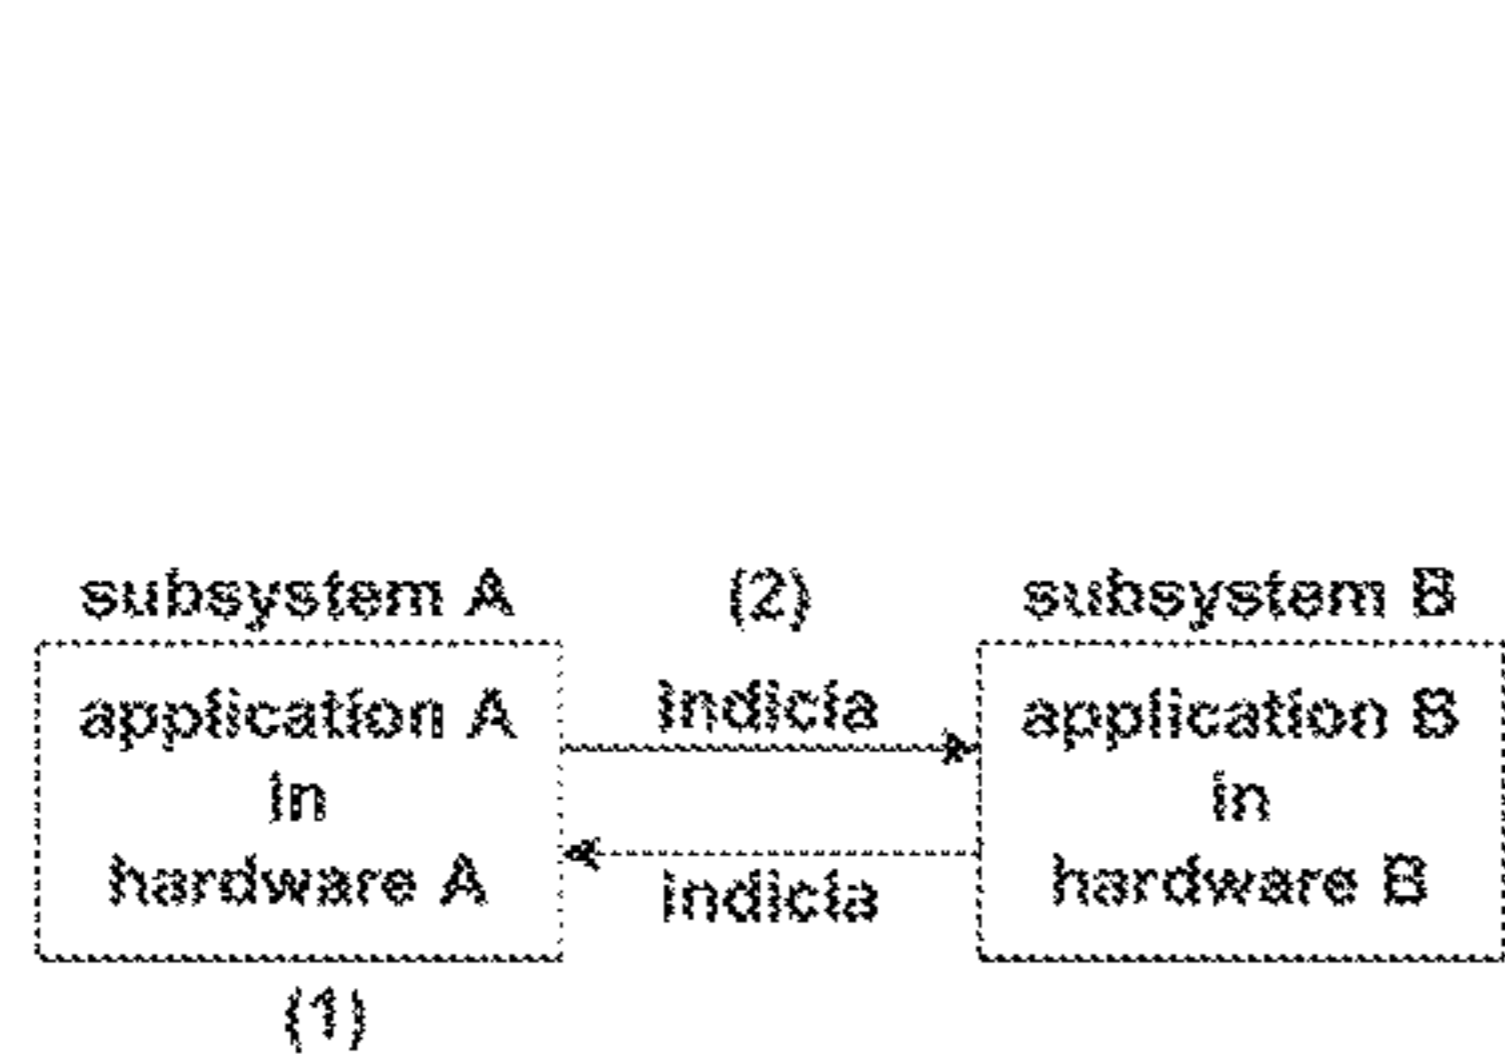 subsystem A
(2)
subsystem B
application A
in
hardware A
indicia
indicia
application B
in
hardware B
(1)